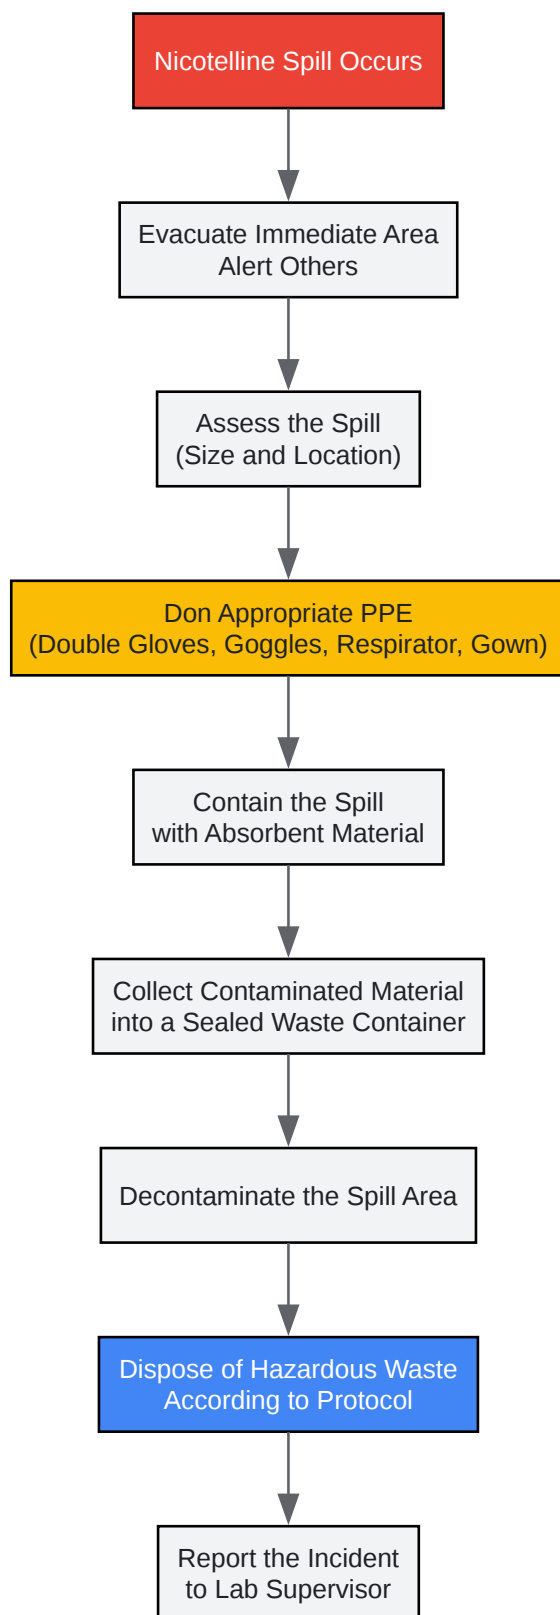 Nicotelline Spill Occurs
Evacuate Immediate Area
Alert Others
Assess the Spill
(Size and Location)
Don Appropriate PPE
(Double Gloves, Goggles, Respirator, Gown)
Contain the Spill
with Absorbent Material
Collect Contaminated Material
into a Sealed Waste Container
Decontaminate the Spill Area
Dispose of Hazardous Waste
According to Protocol
Report the Incident
to Lab Supervisor